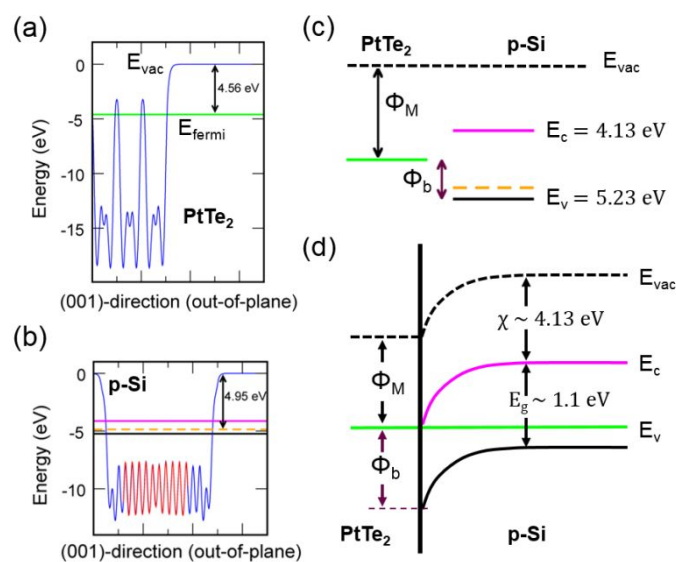 (a)
0
-5
-10
-15
Energy (eV)
E_vac
4.56 eV
E_fermi
PtTe₂
(001)-direction (out-of-plane)
(b)
p-Si
0
-5
-10
Energy (eV)
4.95 eV
(001)-direction (out-of-plane)
(c)
PtTe₂ p-Si
E_vac
Φ_M
E_c = 4.13 eV
Φ_b
E_v = 5.23 eV
(d)
E_vac
χ ~ 4.13 eV
Φ_M
E_c
E_g ~ 1.1 eV
E_v
Φ_b
PtTe₂ p-Si